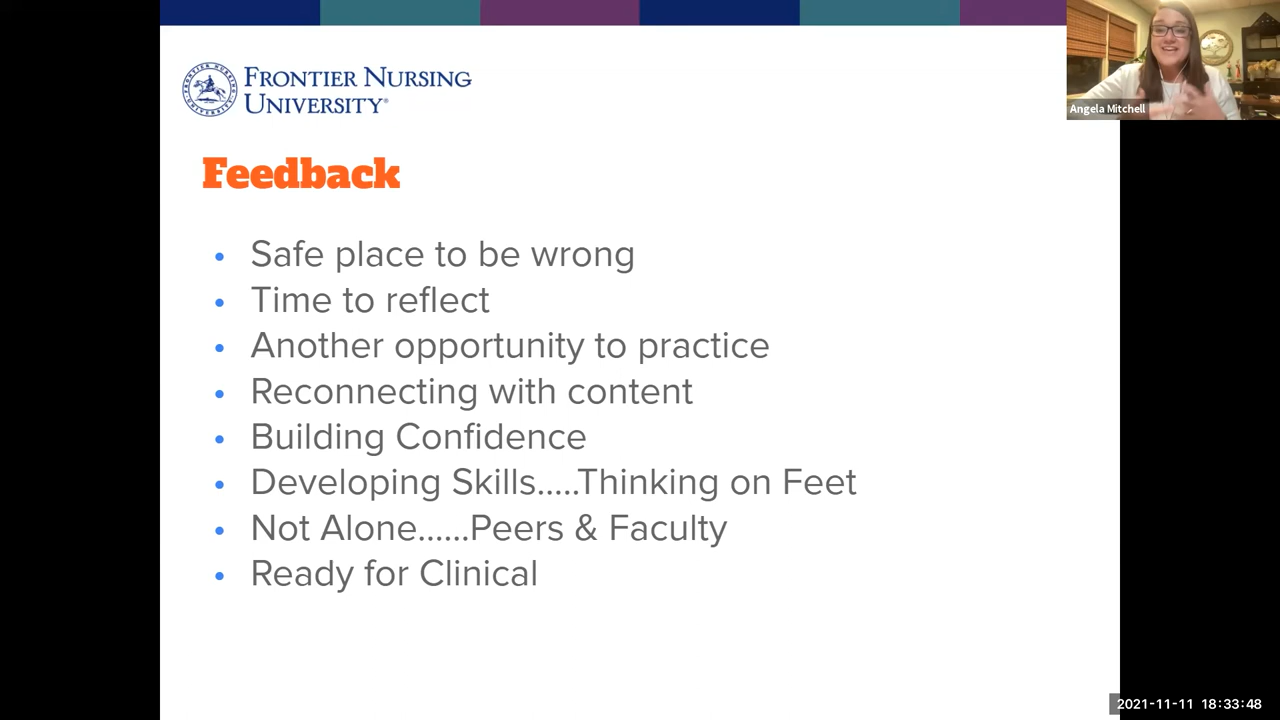 FRONTIER NURSING
UNIVERSITY®
Angela Mitchell
Feedback
• Safe place to be wrong
• Time to reflect
• Another opportunity to practice
• Reconnecting with content
• Building Confidence
• Developing Skills.....Thinking on Feet
• Not Alone......Peers & Faculty
• Ready for Clinical
2021-11-11 18:33:48